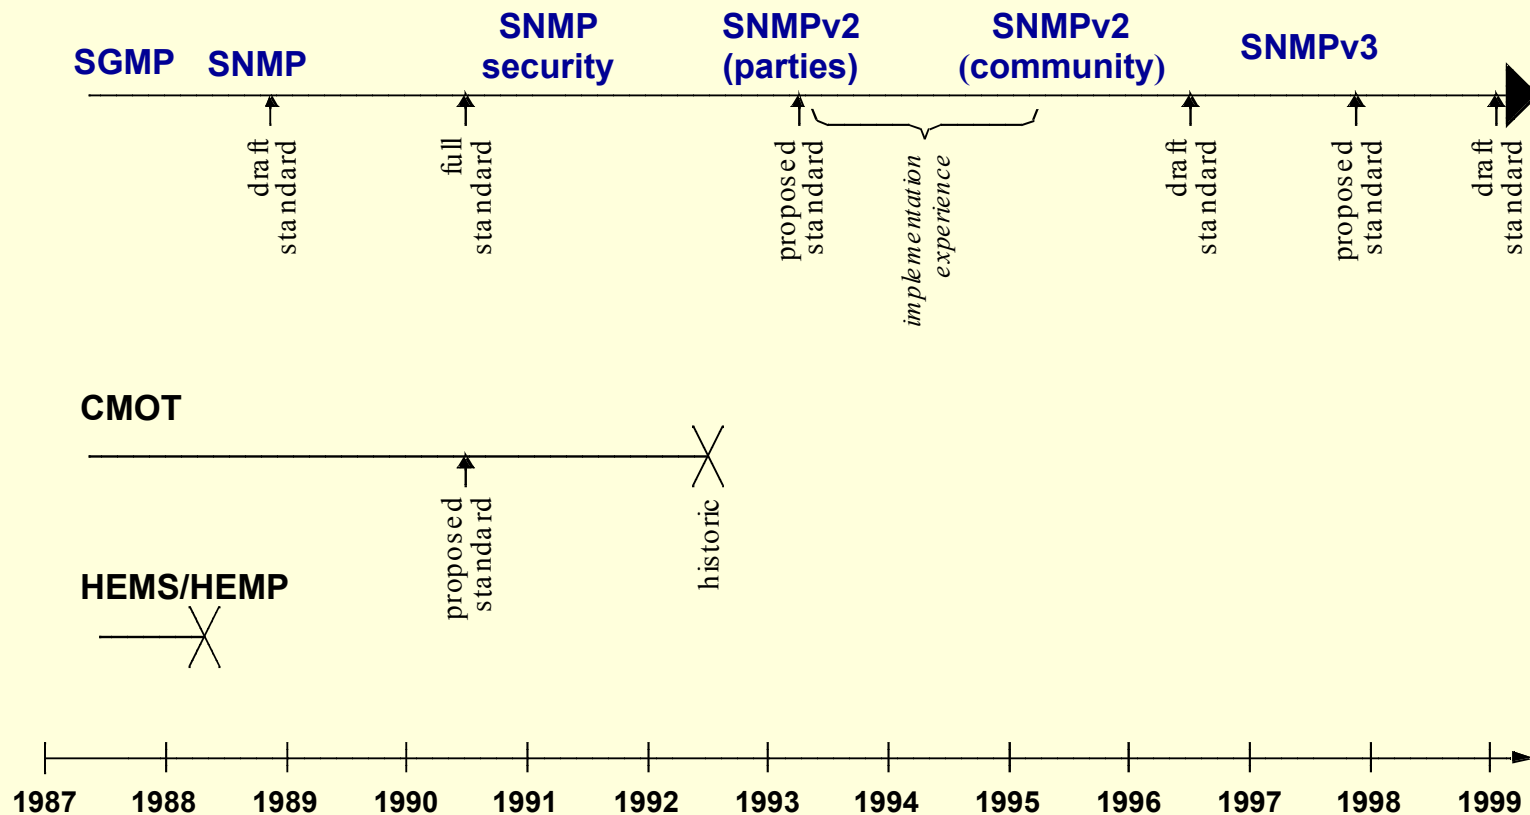 SGMP
SNMP
SNMP
security
SNMPv2
(parties)
SNMPv2
(community)
SNMPv3
draft
standard
full
standard
proposed
standard
implementation
experience
draft
standard
proposed
standard
draft
standard
CMOT
proposed
standard
historic
HEMS/HEMP
1987 1988 1989 1990 1991 1992 1993 1994 1995 1996 1997 1998 1999